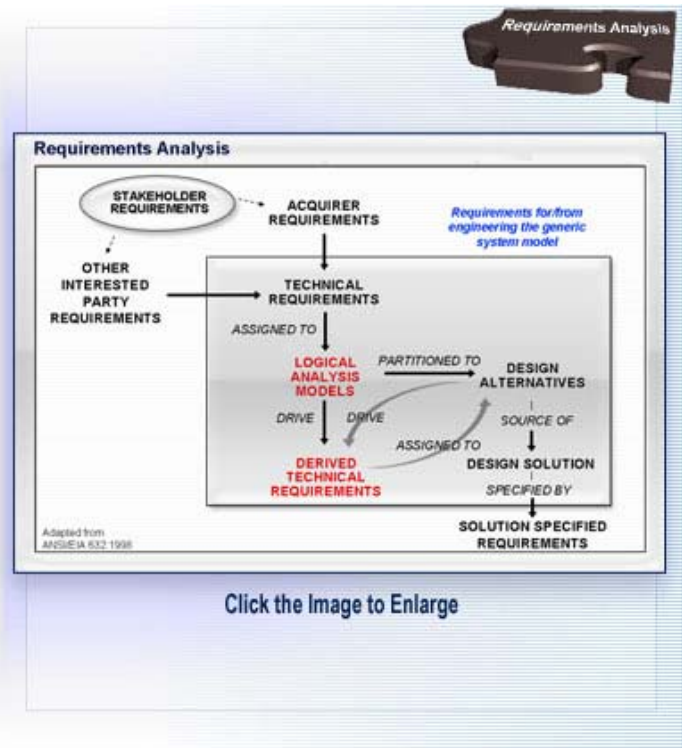 Requirements Analysis
Requirements Analysis
STAKEHOLDER
REQUIREMENTS
ACQUIRER
REQUIREMENTS
Requirements for/from
engineering the generic
system model
OTHER
INTERESTED
PARTY
REQUIREMENTS
TECHNICAL
REQUIREMENTS
ASSIGNED TO
LOGICAL
ANALYSIS
MODELS
PARTITIONED TO
DESIGN
ALTERNATIVES
DRIVE
DRIVE
SOURCE OF
ASSIGNED TO
DERIVED
TECHNICAL
REQUIREMENTS
DESIGN SOLUTION
SPECIFIED BY
SOLUTION SPECIFIED
REQUIREMENTS
Adapted from
ANSI/EIA 632:1998
Click the Image to Enlarge